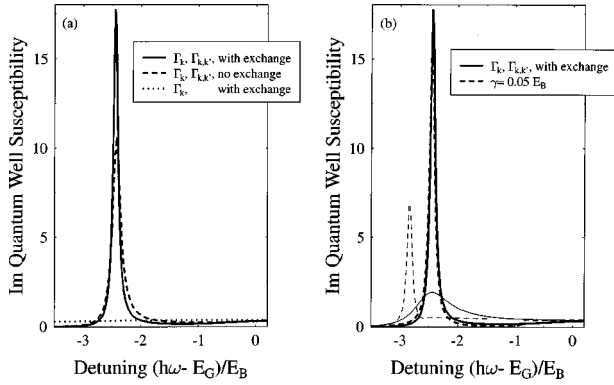 (a)
Γk, Γk,k', with exchange
Γk, Γk,k', no exchange
Γk, with exchange
15
10
5
0
-3
-2
-1
0
Im Quantum Well Susceptibility
Detuning (hω- EG)/EB
(b)
Γk, Γk,k', with exchange
γ= 0.05 EB
15
10
5
0
-3
-2
-1
0
Im Quantum Well Susceptibility
Detuning (hω- EG)/EB